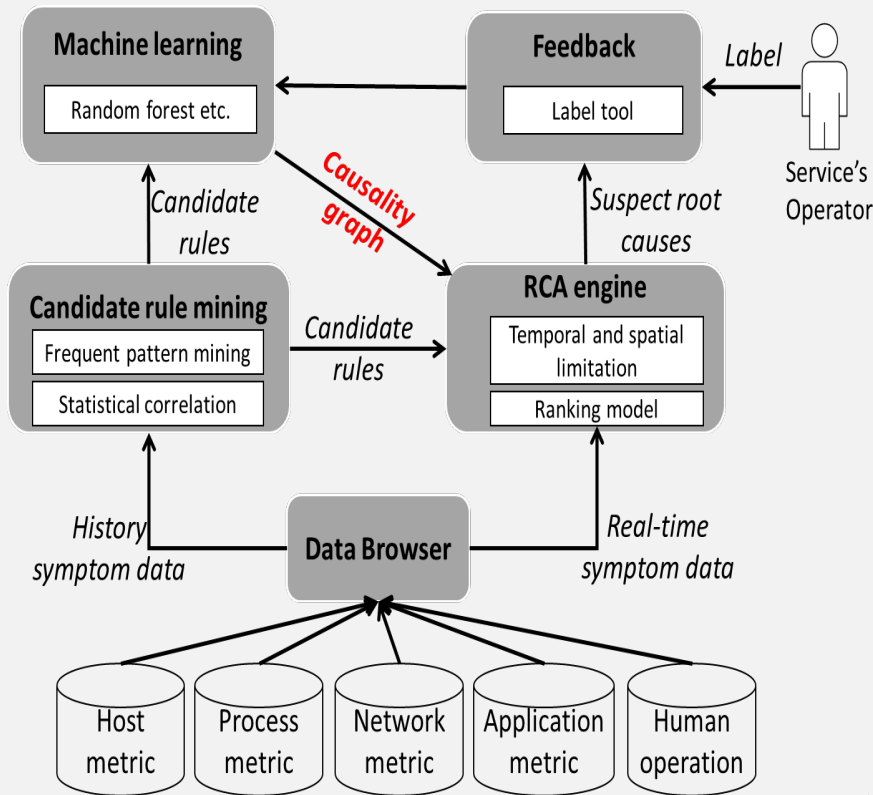 Machine learning
Random forest etc.
Feedback
Label tool
Label
Service's
Operator
Candidate
rules
Causality
graph
Suspect root
causes
Candidate rule mining
Frequent pattern mining
Statistical correlation
Candidate
rules
RCA engine
Temporal and spatial
limitation
Ranking model
History
symptom data
Data Browser
Real-time
symptom data
Host
metric
Process
metric
Network
metric
Application
metric
Human
operation